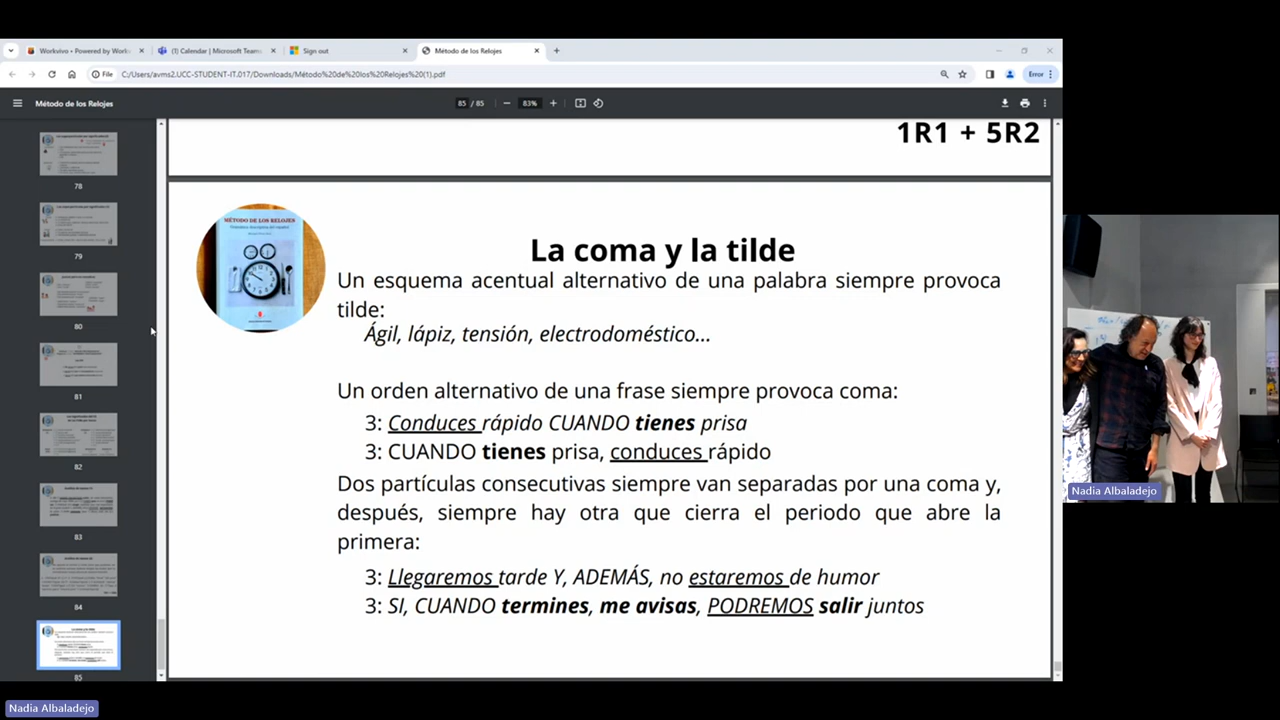 Workvivo • Powered by Work
(1) Calendar | Microsoft Team
Sign out
Método de los Relojes
File
C:/Users/avms2.UCC-STUDENT-IT.017/Downloads/Método%20de%20los%20Relojes%20(1).pdf
Error
Método de los Relojes
85 / 85
83%
78
79
80
81
82
83
84
85
1R1 + 5R2
MÉTODO DE LOS RELOJES
La coma y la tilde
Un esquema acentual alternativo de una palabra siempre provoca
tilde:
Ágil, lápiz, tensión, electrodoméstico...
Un orden alternativo de una frase siempre provoca coma:
3: Conduces rápido CUANDO tienes prisa
3: CUANDO tienes prisa, conduces rápido
Dos partículas consecutivas siempre van separadas por una coma y,
después, siempre hay otra que cierra el periodo que abre la
primera:
3: Llegaremos tarde Y, ADEMÁS, no estaremos de humor
3: SI, CUANDO termines, me avisas, PODREMOS salir juntos
Nadia Albaladejo
Nadia Albaladejo